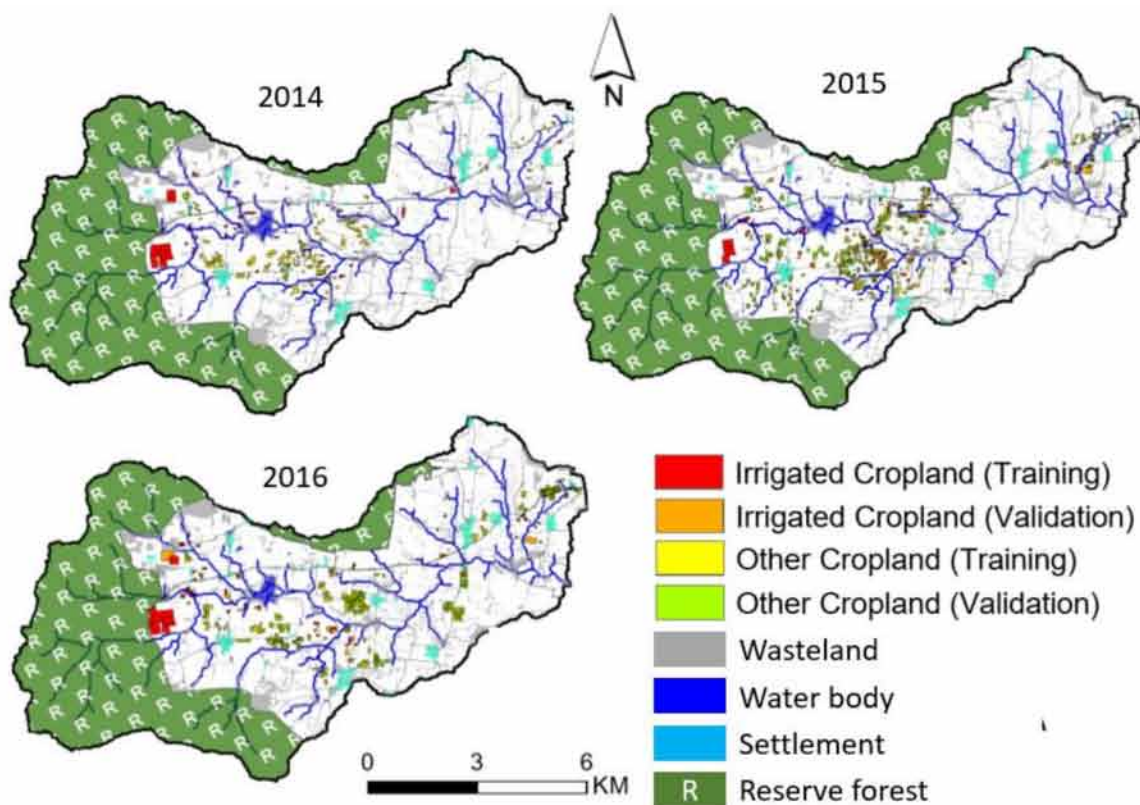 2014
N
2015
2016
Irrigated Cropland (Training)
Irrigated Cropland (Validation)
Other Cropland (Training)
Other Cropland (Validation)
Wasteland
Water body
Settlement
R Reserve forest
0 3 6
KM